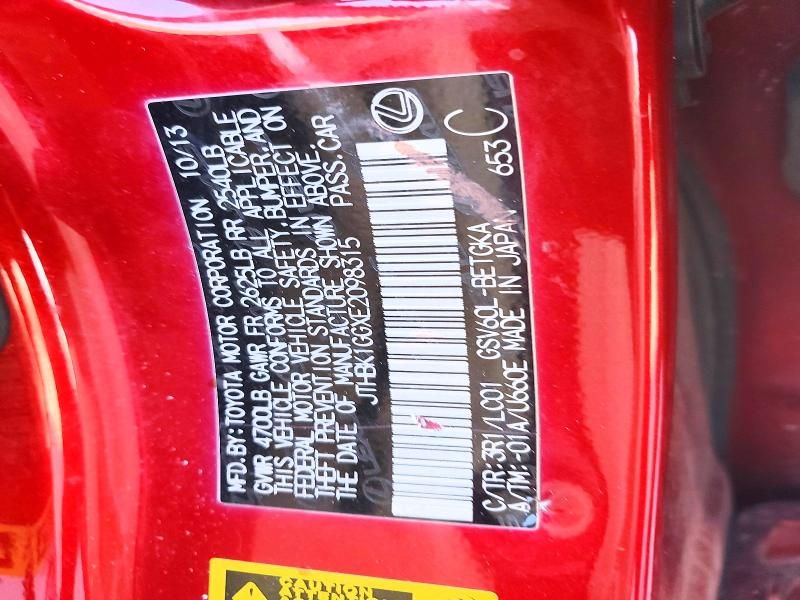 MFD. BY: TOYOTA MOTOR CORPORATION 10/13
GVWR 4700LB GAWR FR 2625LB RR 2540LB
THIS VEHICLE CONFORMS TO ALL APPLICABLE
FEDERAL MOTOR VEHICLE SAFETY, BUMPER, AND
THEFT PREVENTION STANDARDS IN EFFECT ON
THE DATE OF MANUFACTURE SHOWN ABOVE.
JTHBK1GGXE2098315 PASS. CAR
C/TR: 3R1/LC01 GSV60L-BETGKA
A/TM: -01A/U660E MADE IN JAPAN 653 C
CAUTION